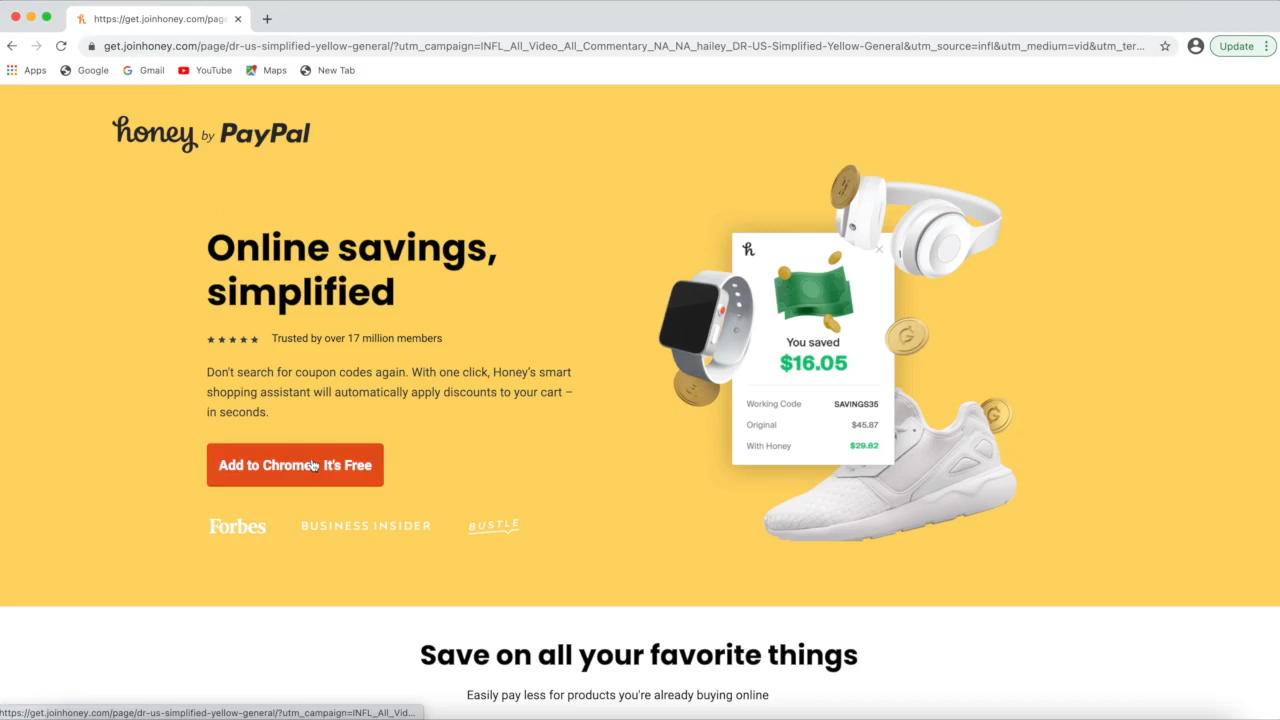 https://get.joinhoney.com/page
get.joinhoney.com/page/dr-us-simplified-yellow-general/?utm_campaign=INFL_All_Video_All_Commentary_NA_NA_hailey_DR-US-Simplified-Yellow-General&utm_source=infl&utm_medium=vid&utm_ter...
Update
Apps Google Gmail YouTube Maps New Tab
honey by PayPal
Online savings,
simplified
Trusted by over 17 million members
Don't search for coupon codes again. With one click, Honey's smart
shopping assistant will automatically apply discounts to your cart –
in seconds.
Add to Chrome It's Free
Forbes BUSINESS INSIDER BUSTLE
h
You saved
$16.05
Working Code SAVINGS35
Original $45.87
With Honey $29.82
Save on all your favorite things
Easily pay less for products you're already buying online
https://get.joinhoney.com/page/dr-us-simplified-yellow-general/?utm_campaign=INFL_All_Vid...